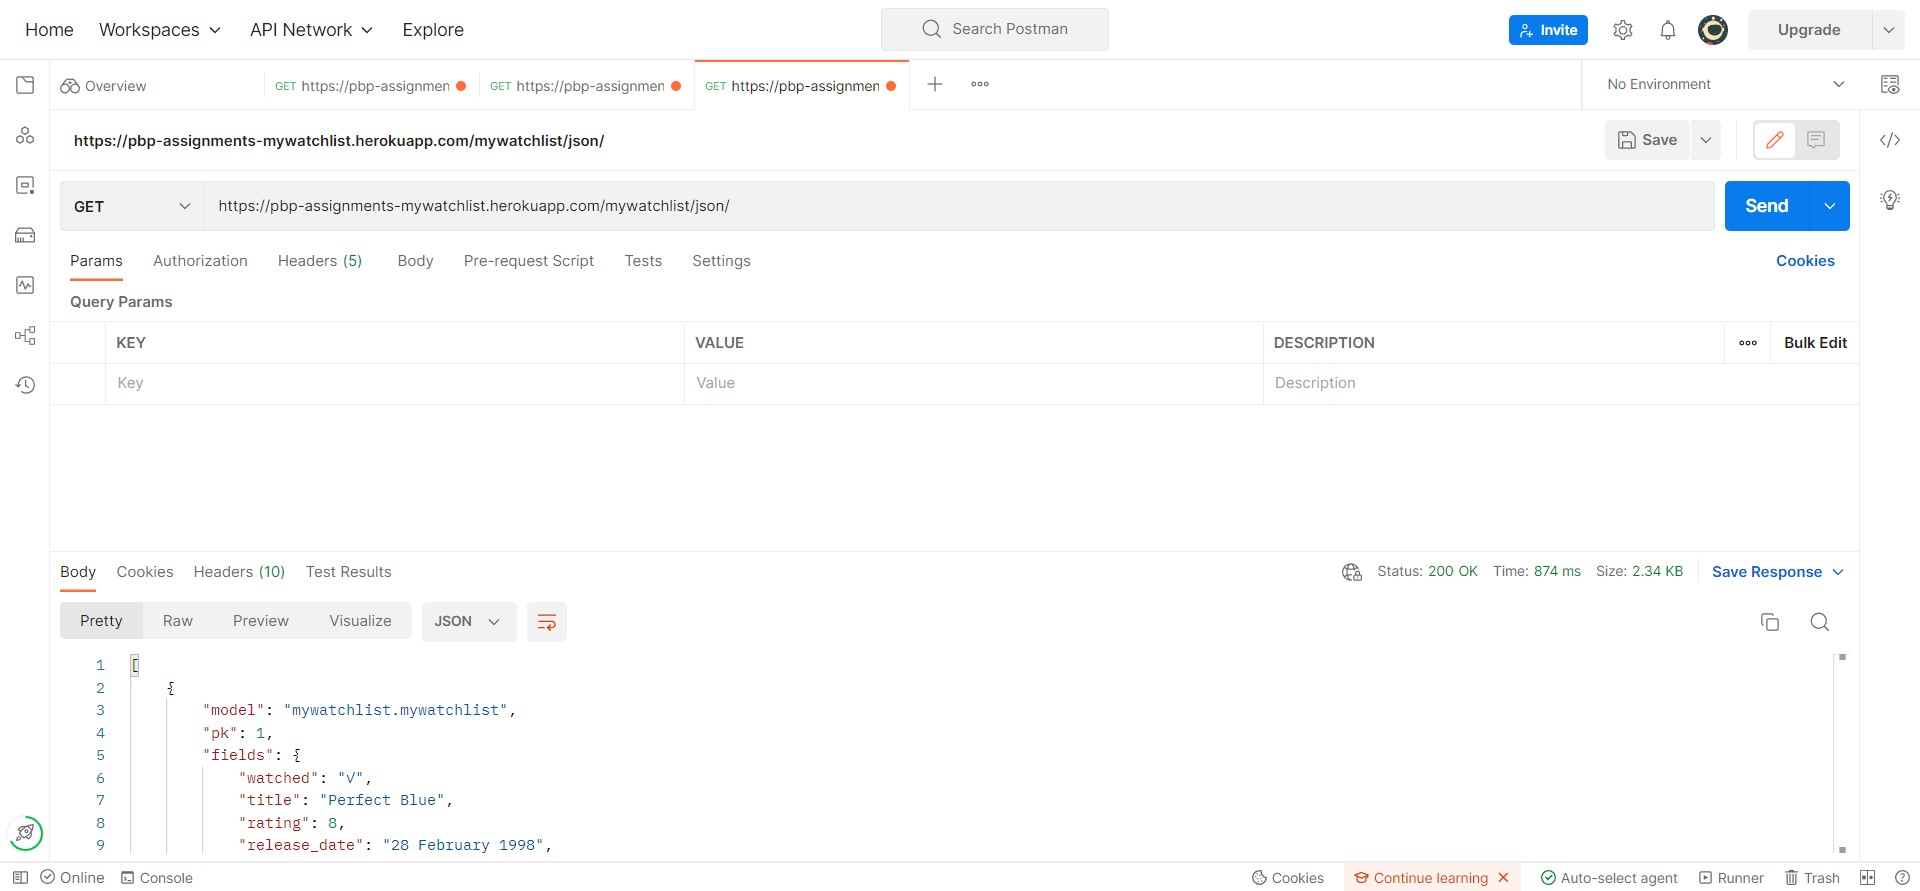 Home Workspaces API Network Explore Search Postman Invite Upgrade
Overview GET https://pbp-assignmen GET https://pbp-assignmen GET https://pbp-assignmen No Environment
https://pbp-assignments-mywatchlist.herokuapp.com/mywatchlist/json/ Save
GET https://pbp-assignments-mywatchlist.herokuapp.com/mywatchlist/json/ Send
Params Authorization Headers (5) Body Pre-request Script Tests Settings Cookies
Query Params
KEY VALUE DESCRIPTION Bulk Edit
Key Value Description
Body Cookies Headers (10) Test Results Status: 200 OK Time: 874 ms Size: 2.34 KB Save Response
Pretty Raw Preview Visualize JSON
1 [
2 {
3 "model": "mywatchlist.mywatchlist",
4 "pk": 1,
5 "fields": {
6 "watched": "V",
7 "title": "Perfect Blue",
8 "rating": 8,
9 "release_date": "28 February 1998",
Online Console Cookies Continue learning Auto-select agent Runner Trash